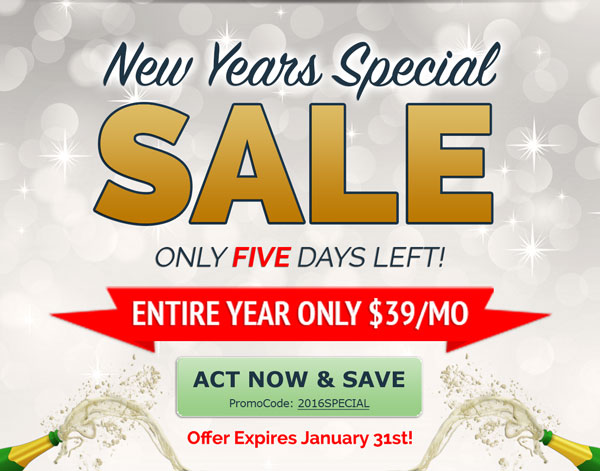 New Years Special
SALE
ONLY FIVE DAYS LEFT!
ENTIRE YEAR ONLY $39/MO
ACT NOW & SAVE
PromoCode: 2016SPECIAL
Offer Expires January 31st!